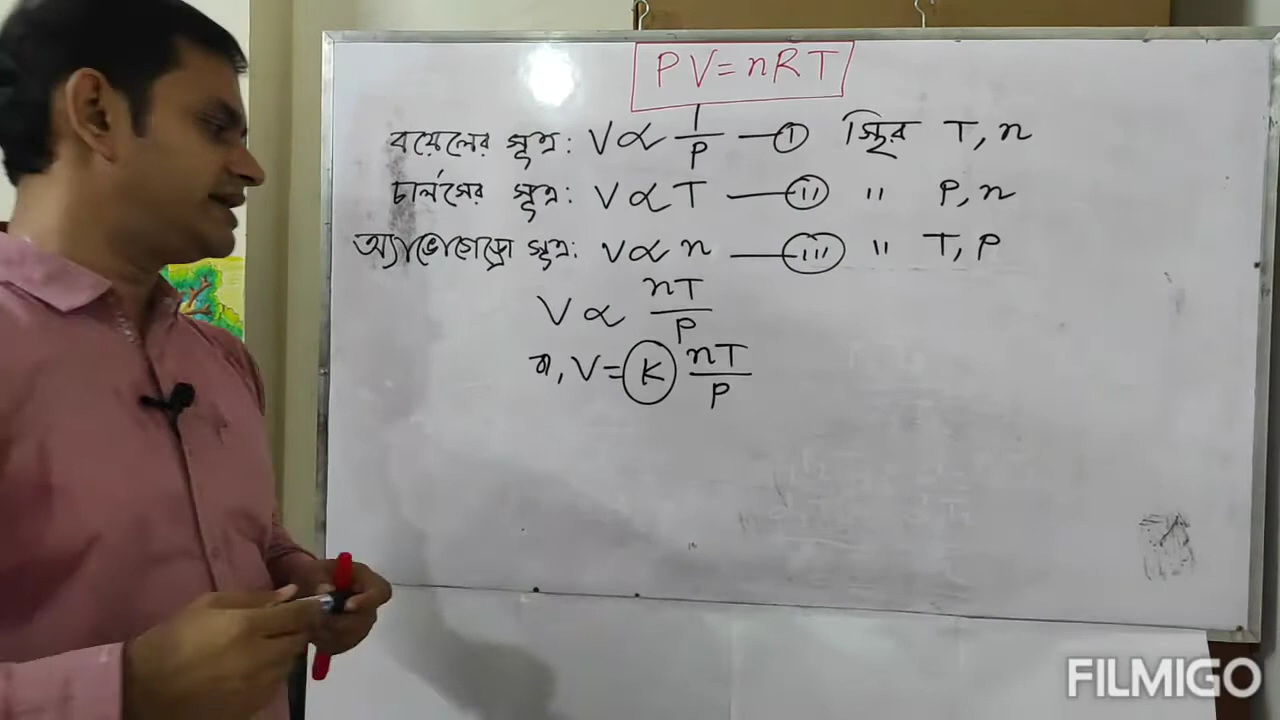 PV=nRT
বয়েলের সূত্র: V∝ 1/P — (i) স্থির T, n
চার্লসের সূত্র: V∝T — (ii) " P, n
অ্যাভোগেড্রো সূত্র: V∝n — (iii) " T, P
V∝ nT/P
বা, V= K nT/P
FILMIGO